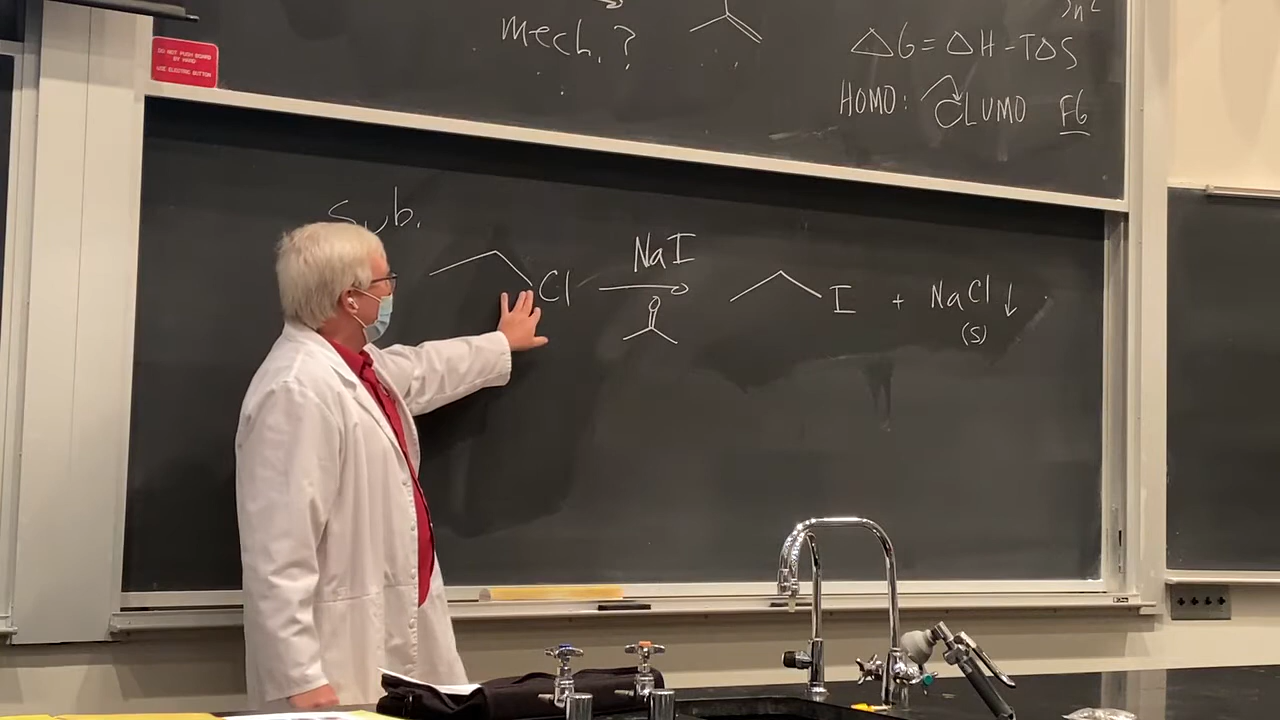 Sn2
mech.?
ΔG = ΔH - TΔS
HOMO: LUMO FG
DO NOT PUSH BOARD
BY HAND
USE ELECTRIC BUTTON
Sub.
Cl NaI I + NaCl ↓
O (s)